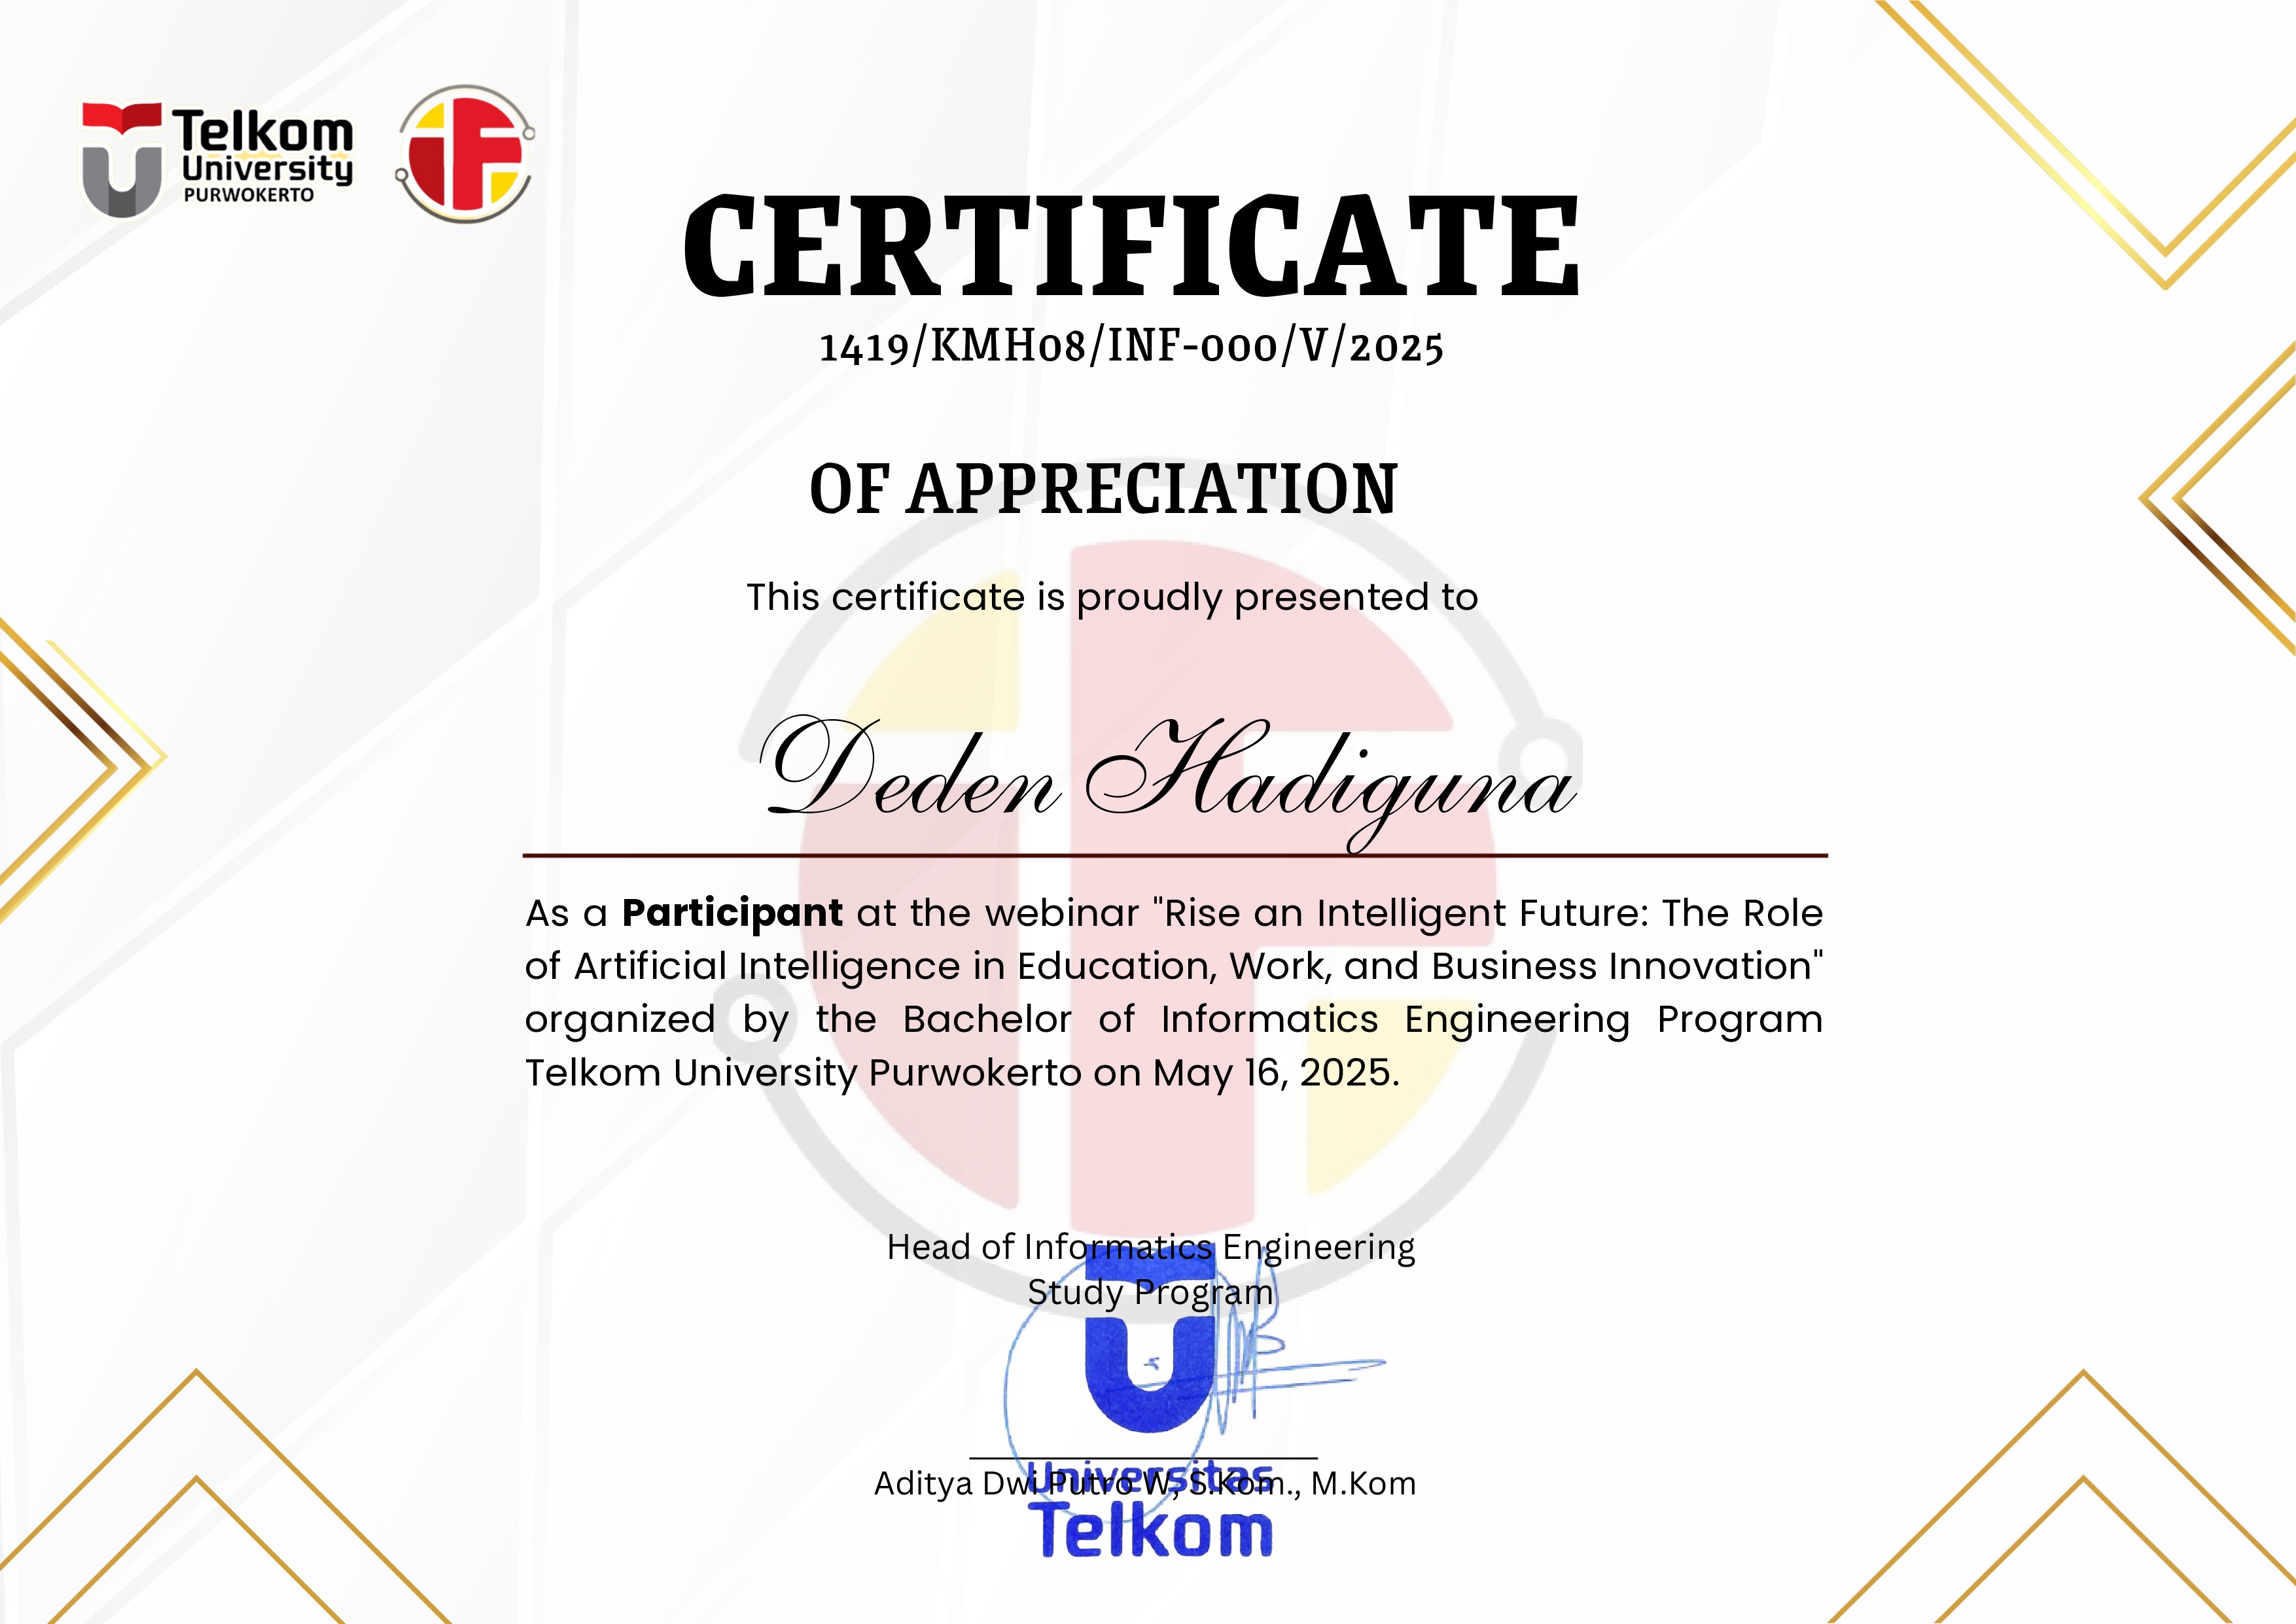 Telkom
University
PURWOKERTO
CERTIFICATE
1419/KMH08/INF-000/V/2025
OF APPRECIATION
This certificate is proudly presented to
Deden Hadiguna
As a Participant at the webinar "Rise an Intelligent Future: The Role
of Artificial Intelligence in Education, Work, and Business Innovation"
organized by the Bachelor of Informatics Engineering Program
Telkom University Purwokerto on May 16, 2025.
Head of Informatics Engineering
Study Program
Aditya Dwi Putro W, S.Kom., M.Kom
Universitas
Telkom